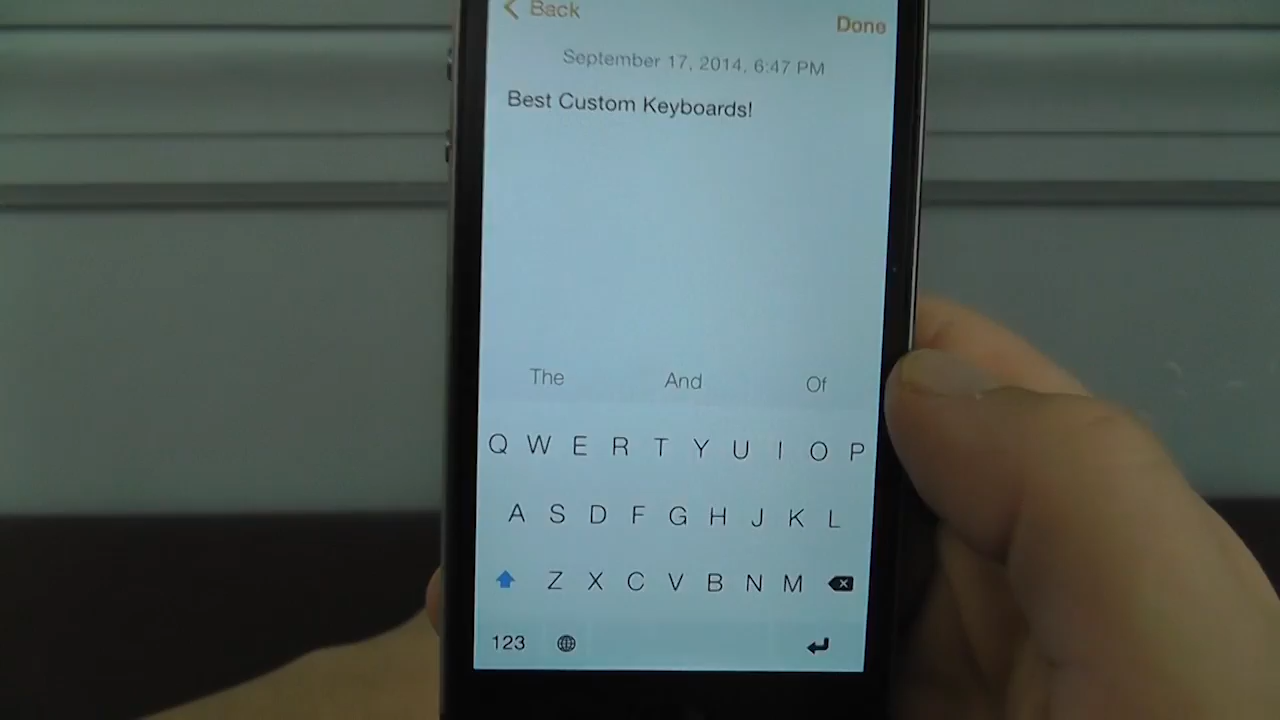 Back
Done
September 17, 2014, 6:47 PM
Best Custom Keyboards!
The And Of
Q W E R T Y U I O P
A S D F G H J K L
Z X C V B N M
123